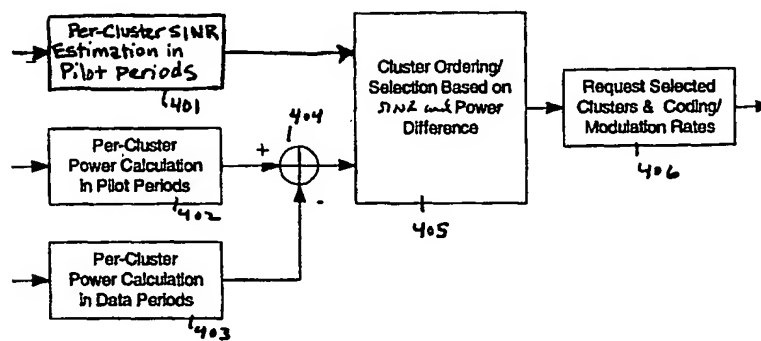 Per-Cluster SINR
Estimation in
Pilot Periods
401
Per-Cluster
Power Calculation
in Pilot Periods
402
Per-Cluster
Power Calculation
in Data Periods
403
404
+
-
Cluster Ordering/
Selection Based on
SINR and Power
Difference
405
Request Selected
Clusters & Coding/
Modulation Rates
406